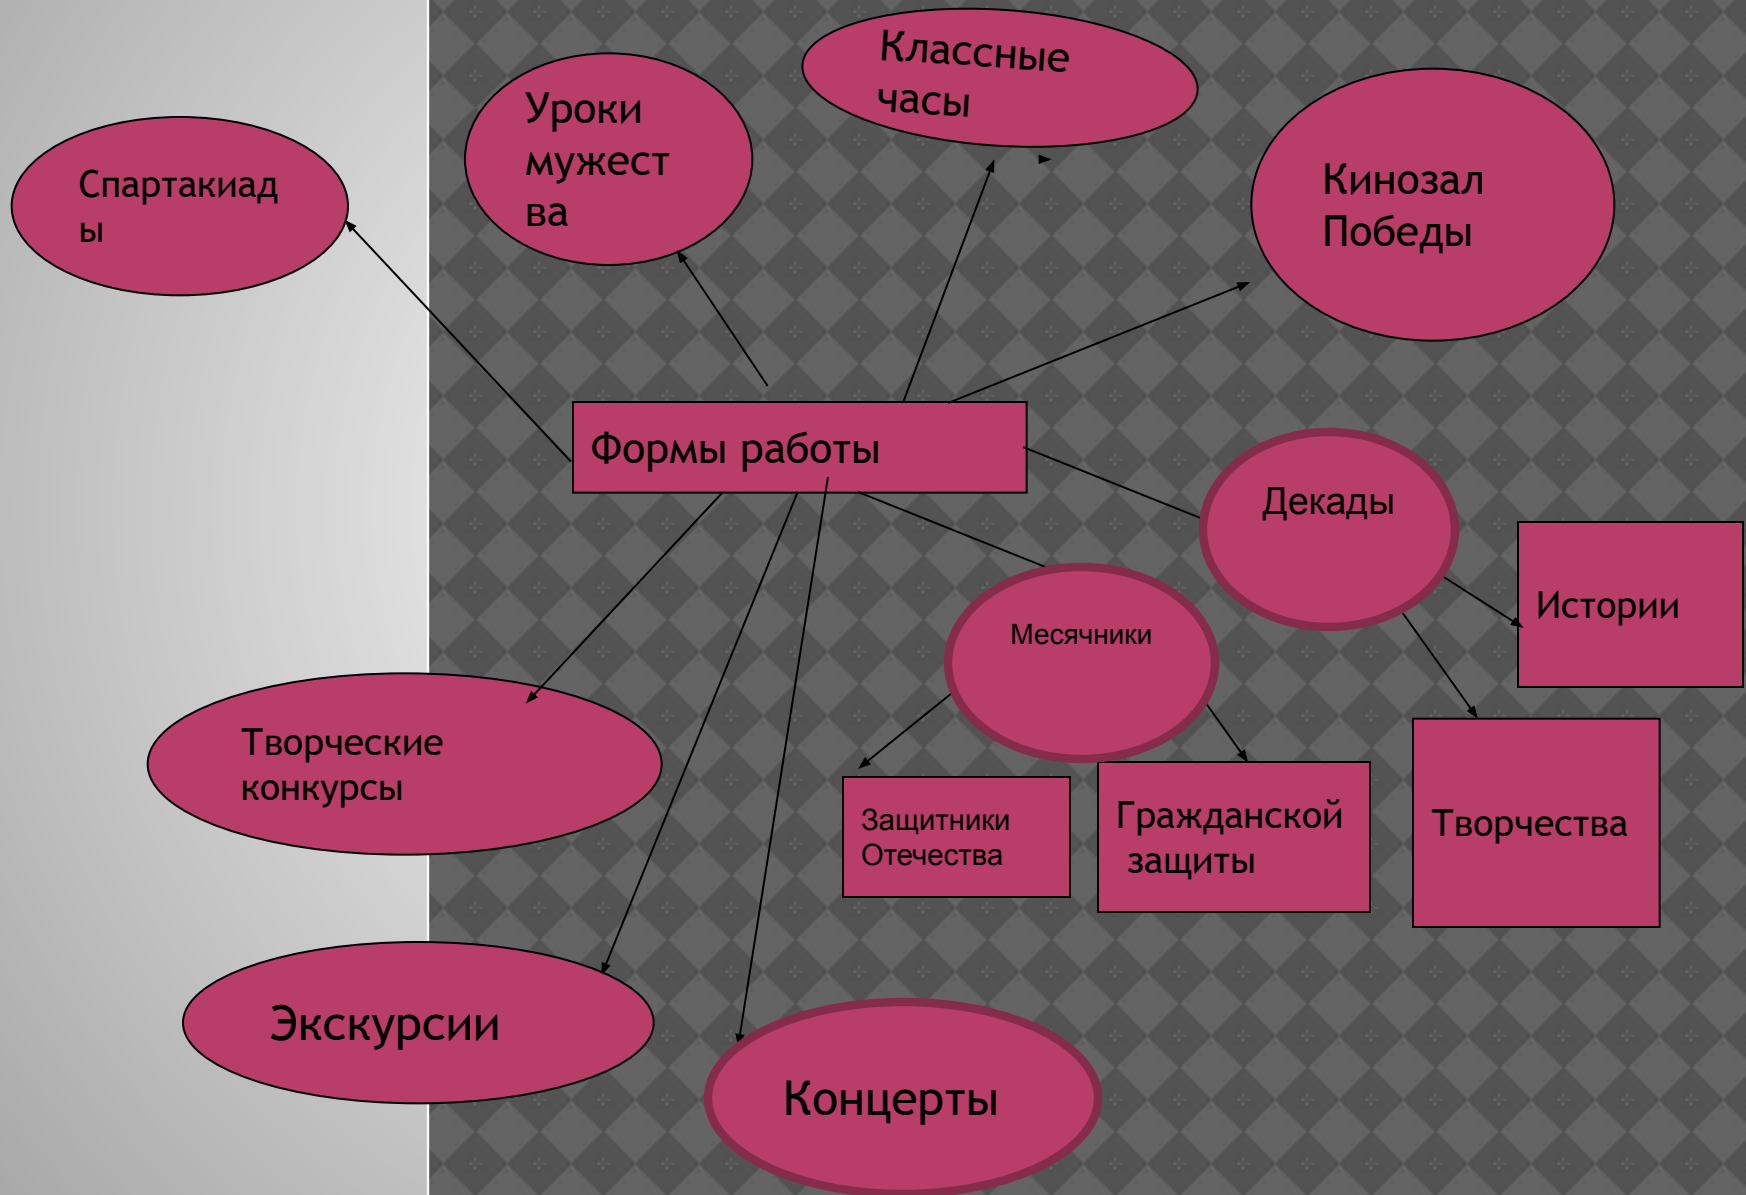 Классные
часы
Уроки
мужест
ва
Спартакиад
ы
Кинозал
Победы
Формы работы
Декады
Истории
Месячники
Творческие
конкурсы
Защитники
Отечества
Гражданской
защиты
Творчества
Экскурсии
Концерты